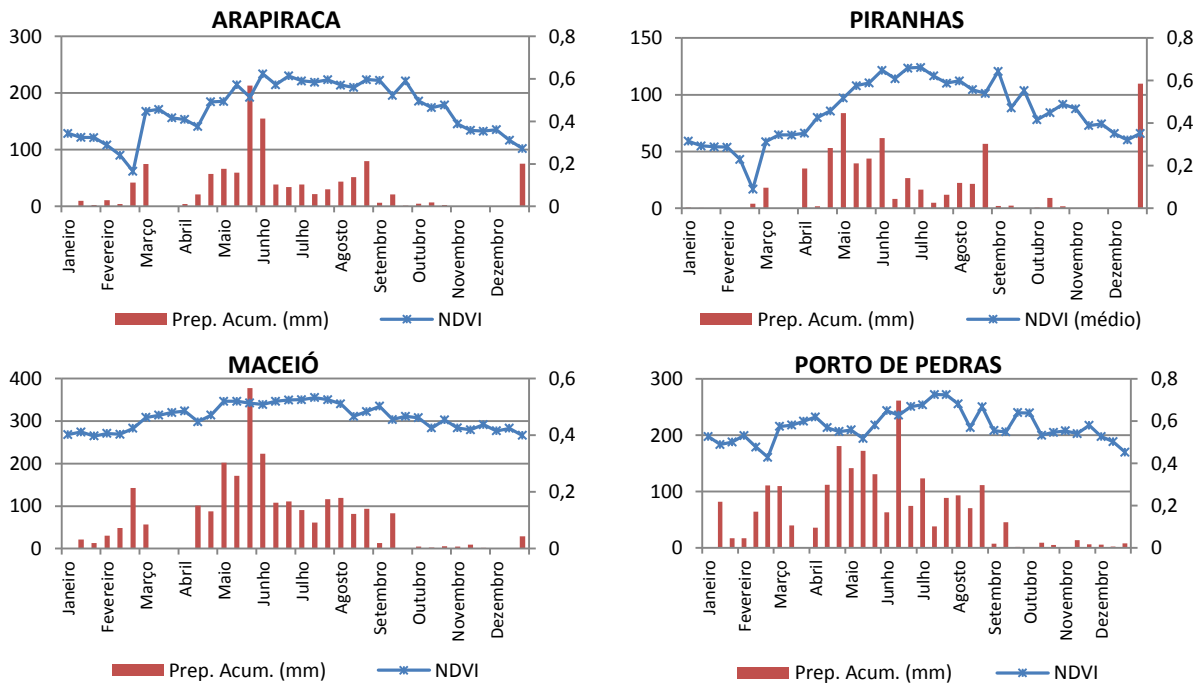 ARAPIRACA
300
200
100
0
0,8
0,6
0,4
0,2
0
Janeiro
Fevereiro
Março
Abril
Maio
Junho
Julho
Agosto
Setembro
Outubro
Novembro
Dezembro
Prep. Acum. (mm)
NDVI
PIRANHAS
150
100
50
0
0,8
0,6
0,4
0,2
0
Janeiro
Fevereiro
Março
Abril
Maio
Junho
Julho
Agosto
Setembro
Outubro
Novembro
Dezembro
Prep. Acum. (mm)
NDVI (médio)
MACEIÓ
400
300
200
100
0
0,6
0,4
0,2
0
Janeiro
Fevereiro
Março
Abril
Maio
Junho
Julho
Agosto
Setembro
Outubro
Novembro
Dezembro
Prep. Acum. (mm)
NDVI
PORTO DE PEDRAS
300
200
100
0
0,8
0,6
0,4
0,2
0
Janeiro
Fevereiro
Março
Abril
Maio
Junho
Julho
Agosto
Setembro
Outubro
Novembro
Dezembro
Prep. Acum. (mm)
NDVI